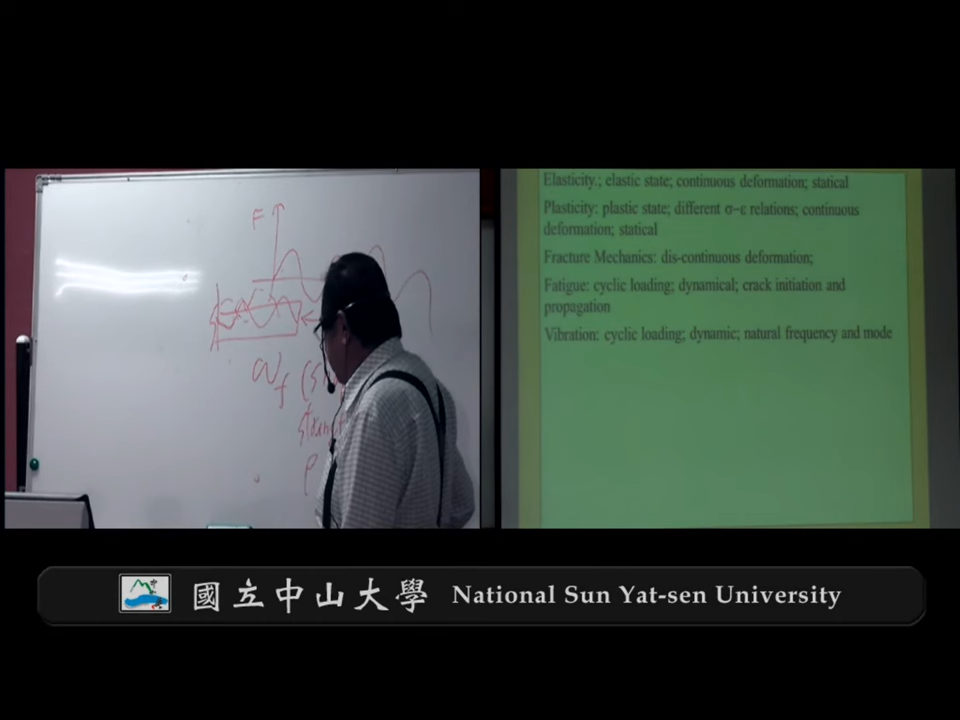 F
Elasticity.; elastic state; continuous deformation; statical
Plasticity: plastic state; different σ–ε relations; continuous
deformation; statical
Fracture Mechanics: dis-continuous deformation;
Fatigue: cyclic loading; dynamical; crack initiation and
propagation
Vibration: cyclic loading; dynamic; natural frequency and mode
國立中山大學 National Sun Yat-sen University